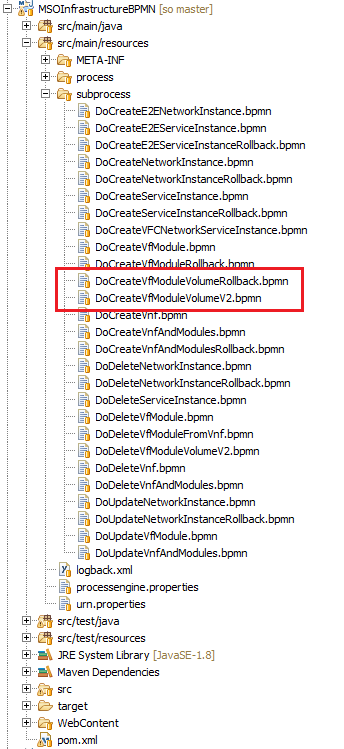 MSOInfrastructureBPMN [so master]
src/main/java
src/main/resources
META-INF
process
subprocess
DoCreateE2ENetworkInstance.bpmn
DoCreateE2EServiceInstance.bpmn
DoCreateE2EServiceInstanceRollback.bpmn
DoCreateNetworkInstance.bpmn
DoCreateNetworkInstanceRollback.bpmn
DoCreateServiceInstance.bpmn
DoCreateServiceInstanceRollback.bpmn
DoCreateVFCNetworkServiceInstance.bpmn
DoCreateVfModule.bpmn
DoCreateVfModuleRollback.bpmn
DoCreateVfModuleVolumeRollback.bpmn
DoCreateVfModuleVolumeV2.bpmn
DoCreateVnf.bpmn
DoCreateVnfAndModules.bpmn
DoCreateVnfAndModulesRollback.bpmn
DoDeleteNetworkInstance.bpmn
DoDeleteNetworkInstanceRollback.bpmn
DoDeleteServiceInstance.bpmn
DoDeleteVfModule.bpmn
DoDeleteVfModuleFromVnf.bpmn
DoDeleteVfModuleVolumeV2.bpmn
DoDeleteVnf.bpmn
DoDeleteVnfAndModules.bpmn
DoUpdateNetworkInstance.bpmn
DoUpdateNetworkInstanceRollback.bpmn
DoUpdateVfModule.bpmn
DoUpdateVnfAndModules.bpmn
logback.xml
processengine.properties
urn.properties
src/test/java
src/test/resources
JRE System Library [JavaSE-1.8]
Maven Dependencies
src
target
WebContent
pom.xml